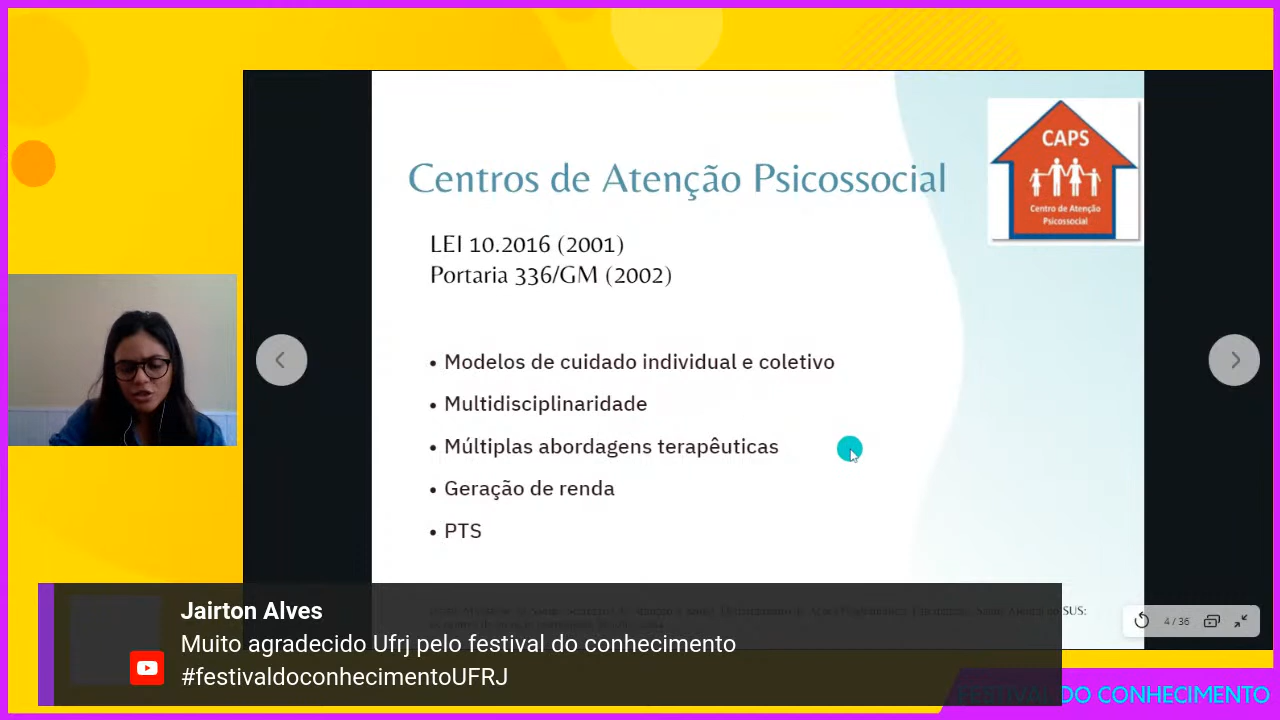 CAPS
Centro de Atenção
Psicossocial
Centros de Atenção Psicossocial
LEI 10.2016 (2001)
Portaria 336/GM (2002)
• Modelos de cuidado individual e coletivo
• Multidisciplinaridade
• Múltiplas abordagens terapêuticas
• Geração de renda
• PTS
SUS:
4 / 36
Jairton Alves
Muito agradecido Ufrj pelo festival do conhecimento
#festivaldoconhecimentoUFRJ
FESTIVAL DO CONHECIMENTO